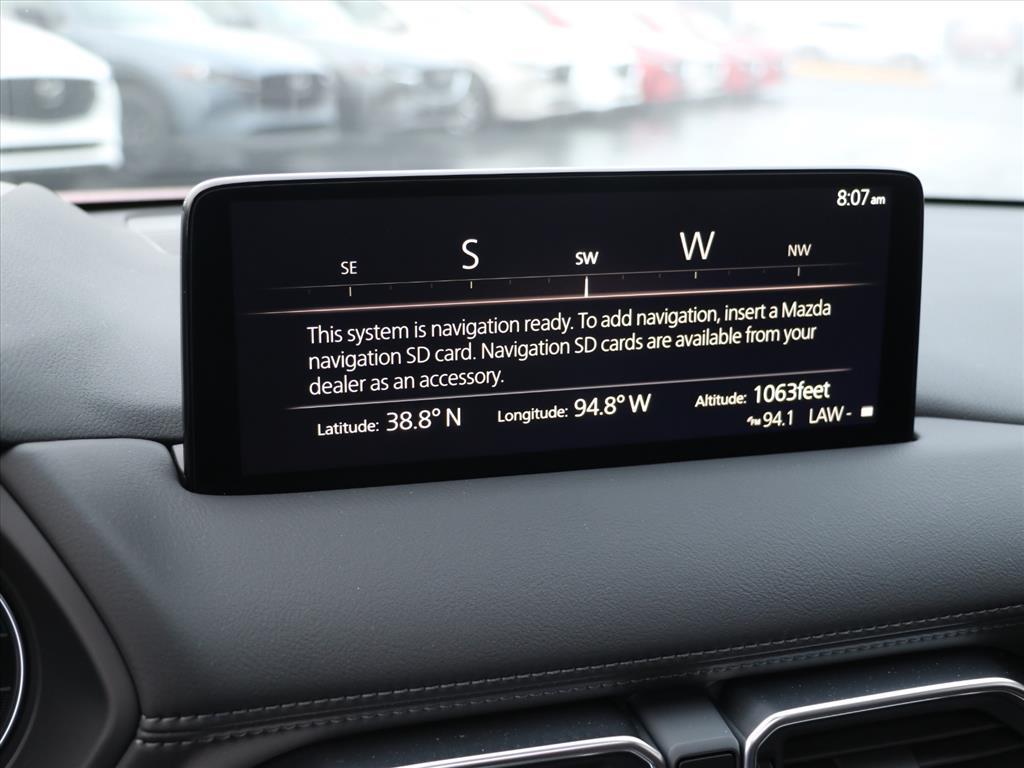 8:07am
SE S SW W NW
This system is navigation ready. To add navigation, insert a Mazda
navigation SD card. Navigation SD cards are available from your
dealer as an accessory.
Latitude: 38.8° N Longitude: 94.8° W Altitude: 1063feet
FM 94.1 LAW-